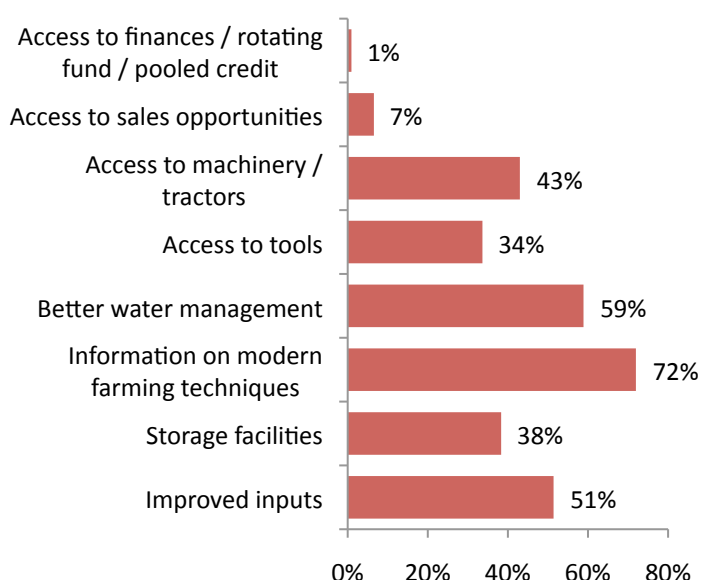 Access to finances / rotating
fund / pooled credit
1%
Access to sales opportunities
7%
Access to machinery /
tractors
43%
Access to tools
34%
Better water management
59%
Information on modern
farming techniques
72%
Storage facilities
38%
Improved inputs
51%
0% 20% 40% 60% 80%